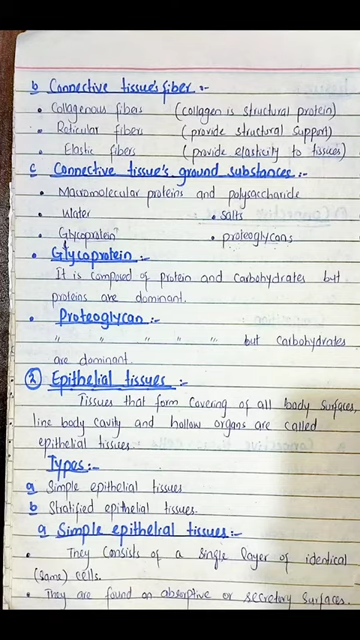 b Connective tissue's fiber :-
• Collagenous fibers (collagen is structural protein)
• Reticular fibers (provide structural support)
• Elastic fibers (provide elasticity to tissues)
c Connective tissue's ground substances:-
• Macromolecular proteins and polysaccharide
• Water • salts
• Glycoprotein • proteoglycans
• Glycoprotein :-
It is composed of protein and carbohydrates but
proteins are dominant.
• Proteoglycan :-
" " " " " but carbohydrates
are dominant.
② Epithelial tissues :-
Tissues that form covering of all body surfaces,
line body cavity and hollow organs are called
epithelial tissues.
Types:-
a Simple epithelial tissues
b Stratified epithelial tissues.
a Simple epithelial tissues:-
• They consists of a single layer of identical
(same) cells.
• They are found on absorptive or secretory surfaces.